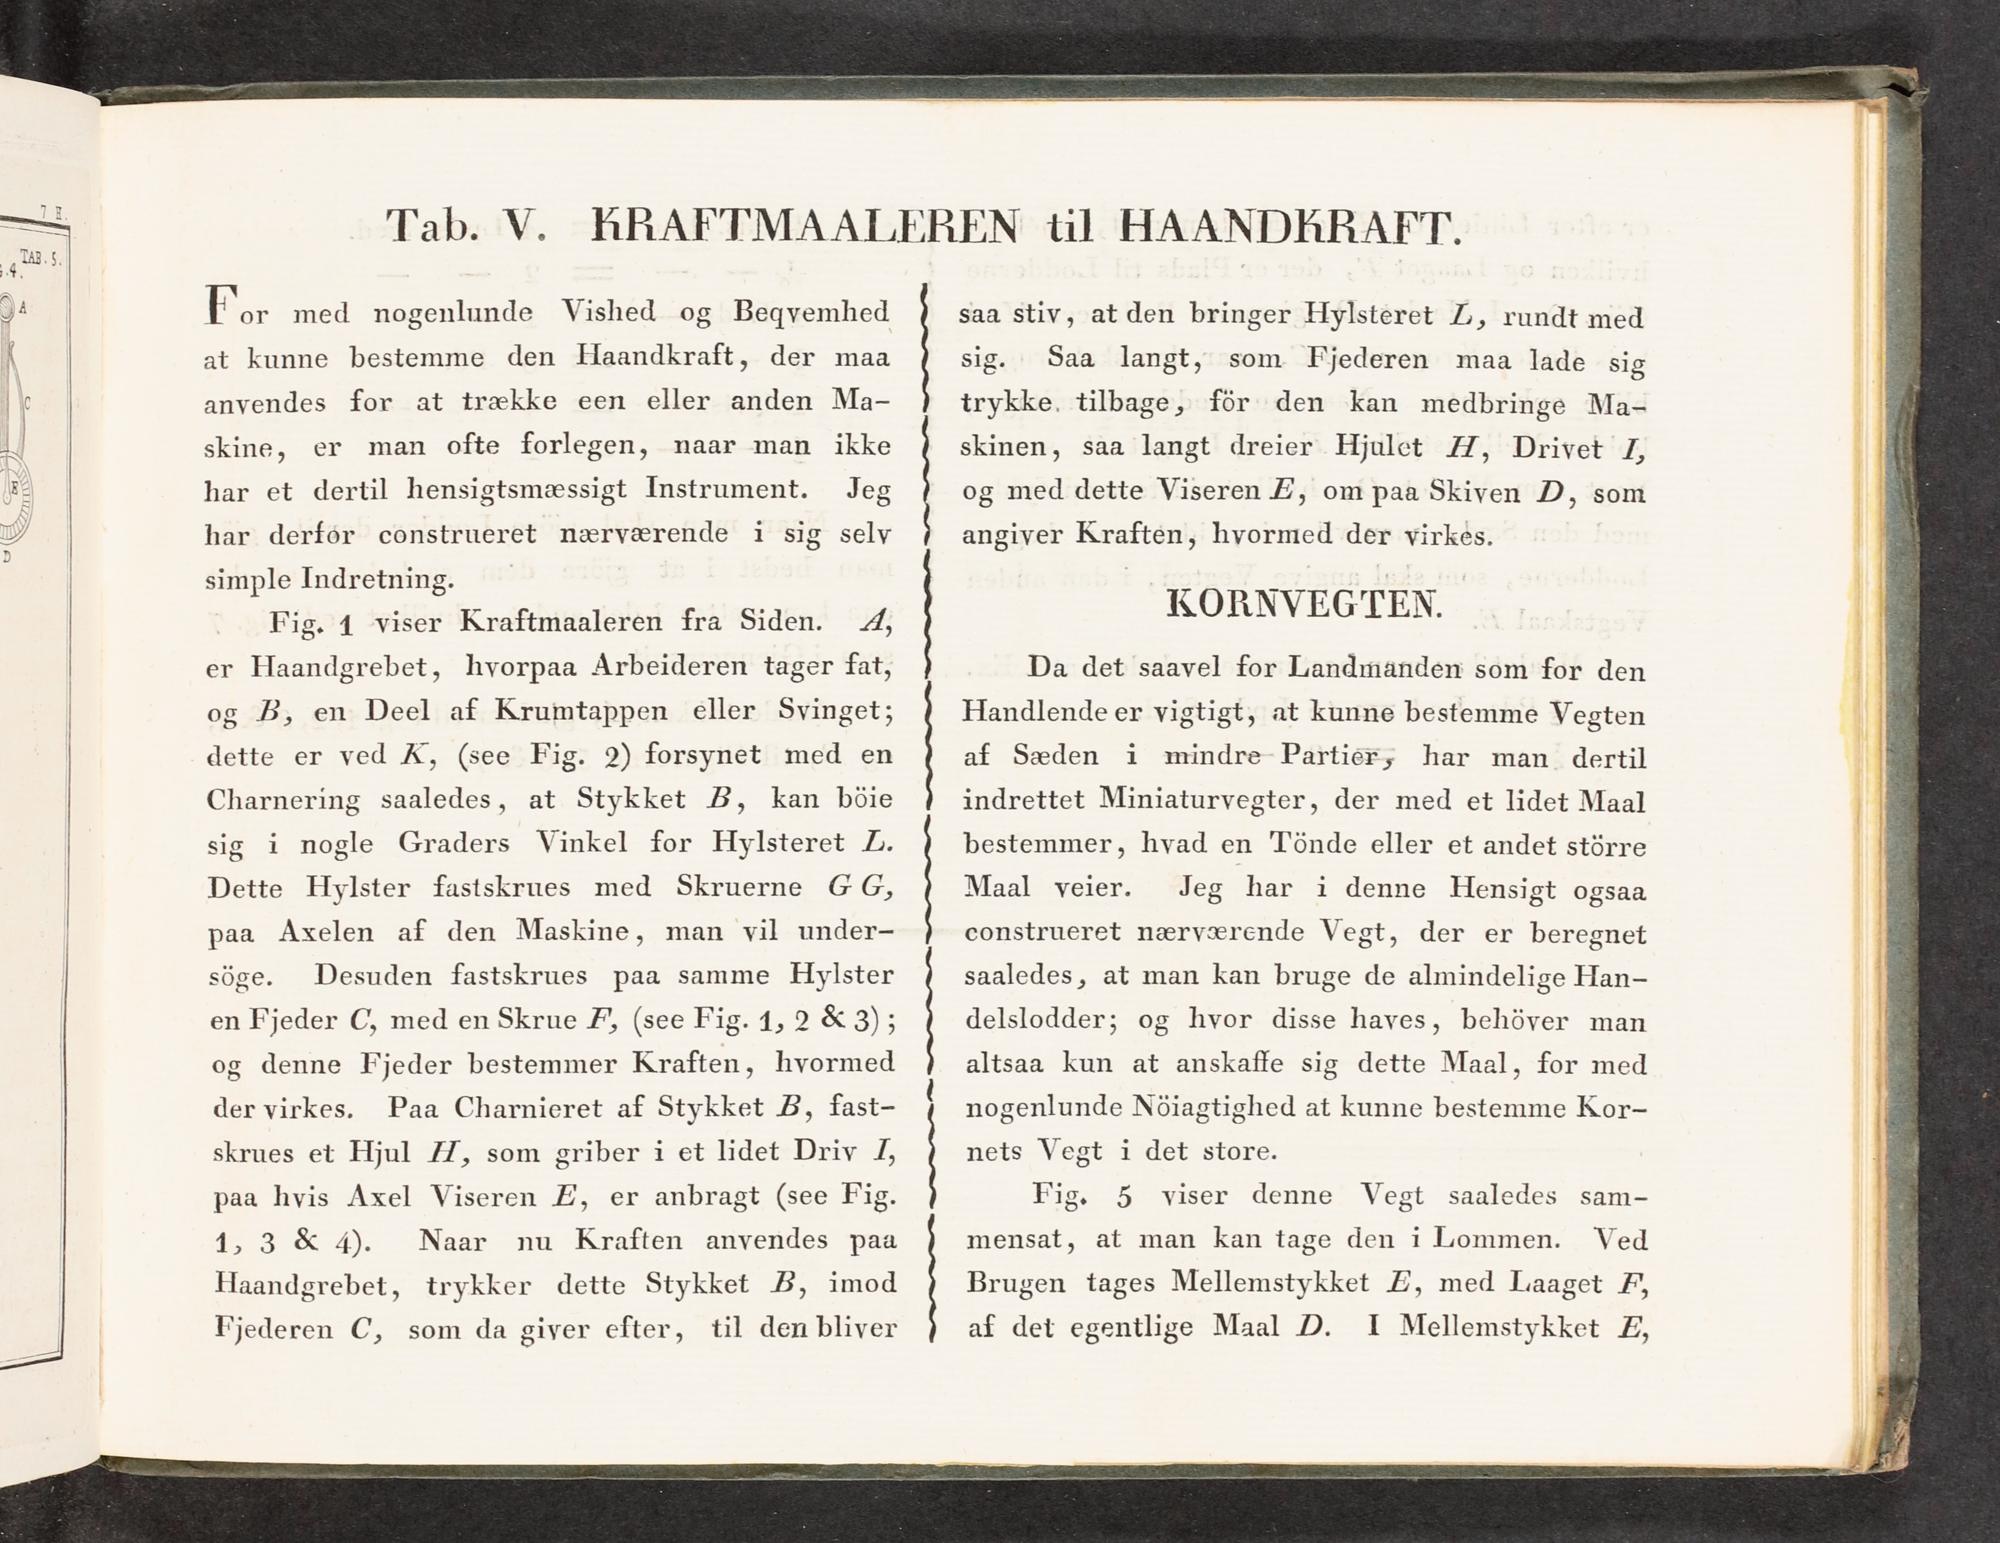 7 H.
TAB. 5.
.4.
A
C
E
D
Tab. V. KRAFTMAALEREN til HAANDKRAFT.
For med nogenlunde Vished og Beqvemhed
at kunne bestemme den Haandkraft, der maa
anvendes for at trække een eller anden Ma-
skine, er man ofte forlegen, naar man ikke
har et dertil hensigtsmæssigt Instrument. Jeg
har derfor construeret nærværende i sig selv
simple Indretning.
Fig. 1 viser Kraftmaaleren fra Siden. A,
er Haandgrebet, hvorpaa Arbeideren tager fat,
og B, en Deel af Krumtappen eller Svinget;
dette er ved K, (see Fig. 2) forsynet med en
Charnering saaledes, at Stykket B, kan böie
sig i nogle Graders Vinkel for Hylsteret L.
Dette Hylster fastskrues med Skruerne G G,
paa Axelen af den Maskine, man vil under-
söge. Desuden fastskrues paa samme Hylster
en Fjeder C, med en Skrue F, (see Fig. 1, 2 & 3);
og denne Fjeder bestemmer Kraften, hvormed
der virkes. Paa Charnieret af Stykket B, fast-
skrues et Hjul H, som griber i et lidet Driv I,
paa hvis Axel Viseren E, er anbragt (see Fig.
1, 3 & 4). Naar nu Kraften anvendes paa
Haandgrebet, trykker dette Stykket B, imod
Fjederen C, som da giver efter, til den bliver
saa stiv, at den bringer Hylsteret L, rundt med
sig. Saa langt, som Fjederen maa lade sig
trykke tilbage, för den kan medbringe Ma-
skinen, saa langt dreier Hjulet H, Drivet I,
og med dette Viseren E, om paa Skiven D, som
angiver Kraften, hvormed der virkes.
KORNVEGTEN.
Da det saavel for Landmanden som for den
Handlende er vigtigt, at kunne bestemme Vegten
af Sæden i mindre Partier, har man dertil
indrettet Miniaturvegter, der med et lidet Maal
bestemmer, hvad en Tönde eller et andet större
Maal veier. Jeg har i denne Hensigt ogsaa
construeret nærværende Vegt, der er beregnet
saaledes, at man kan bruge de almindelige Han-
delslodder; og hvor disse haves, behöver man
altsaa kun at anskaffe sig dette Maal, for med
nogenlunde Nöiagtighed at kunne bestemme Kor-
nets Vegt i det store.
Fig. 5 viser denne Vegt saaledes sam-
mensat, at man kan tage den i Lommen. Ved
Brugen tages Mellemstykket E, med Laaget F,
af det egentlige Maal D. I Mellemstykket E,